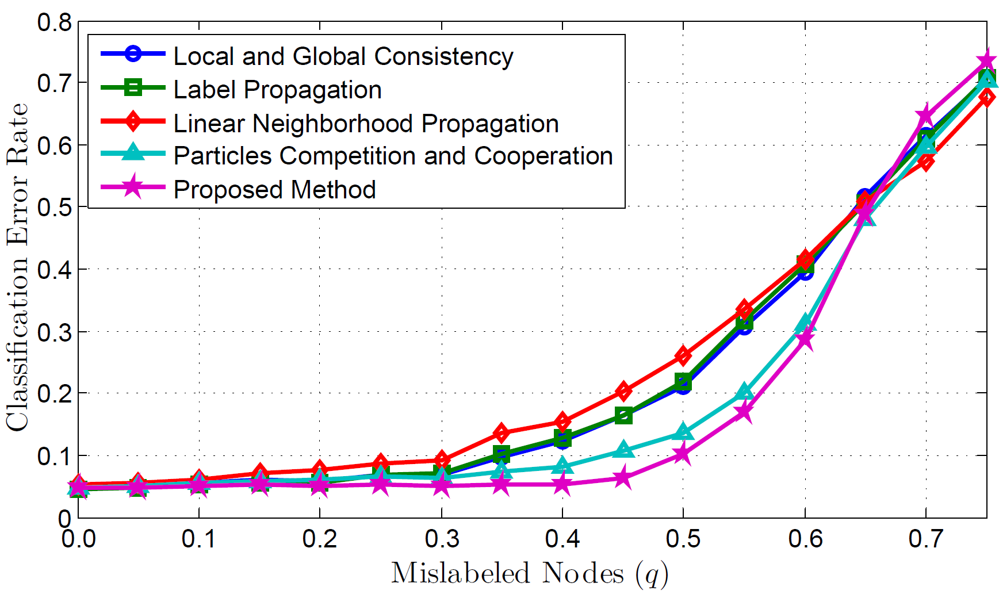 0.8
0.7
0.6
0.5
0.4
0.3
0.2
0.1
0
Classification Error Rate
Local and Global Consistency
Label Propagation
Linear Neighborhood Propagation
Particles Competition and Cooperation
Proposed Method
0.0 0.1 0.2 0.3 0.4 0.5 0.6 0.7
Mislabeled Nodes (q)